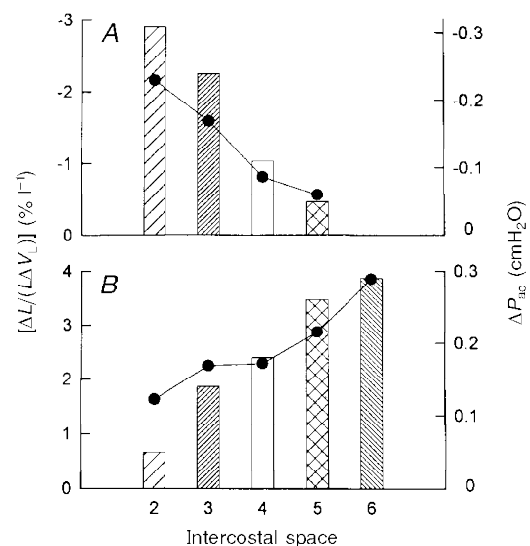 A
-3
-2
-1
0
-0.3
-0.2
-0.1
0
B
4
3
2
1
0
0.3
0.2
0.1
0
[ΔL/(LΔV_L)] (% l⁻¹)
ΔP_ac (cmH₂O)
2 3 4 5 6
Intercostal space